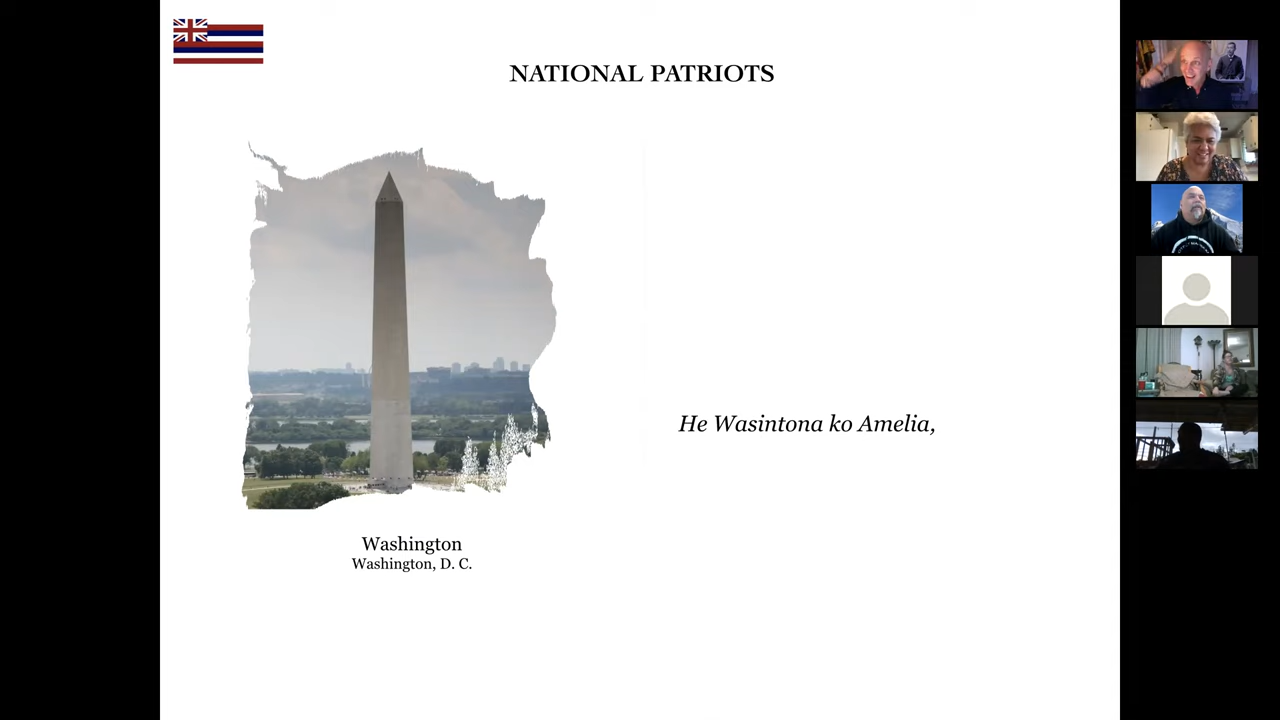 NATIONAL PATRIOTS
He Wasintona ko Amelia,
Washington
Washington, D. C.